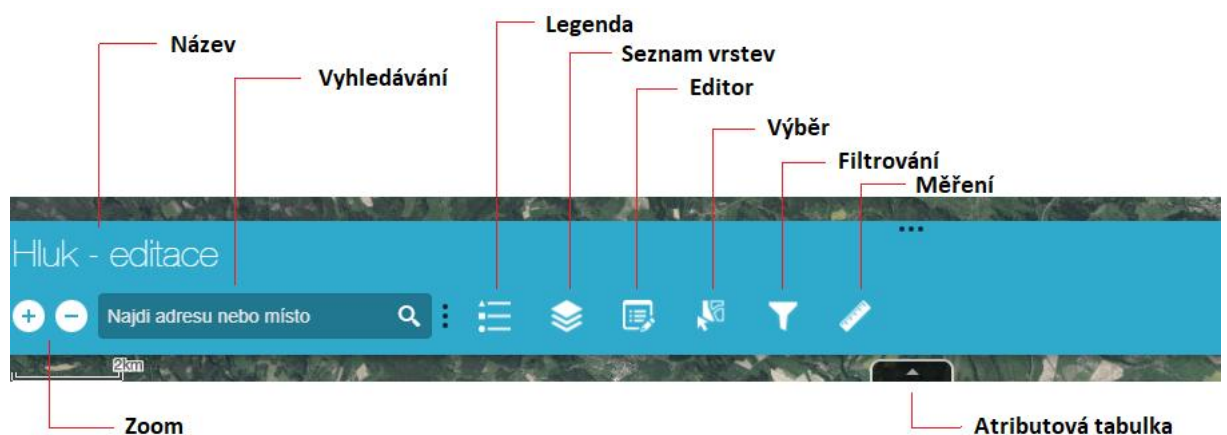 Legenda
Název
Seznam vrstev
Vyhledávání
Editor
Výběr
Filtrování
Měření
Hluk - editace
Najdi adresu nebo místo
2km
Zoom
Atributová tabulka